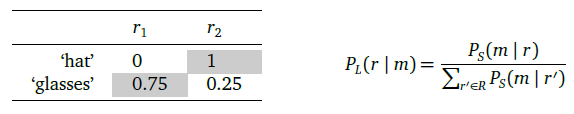 r₁ r₂
‘hat’ 0 1
‘glasses’ 0.75 0.25
P_L(r | m) = P_S(m | r) / ∑_{r′∈R} P_S(m | r′)